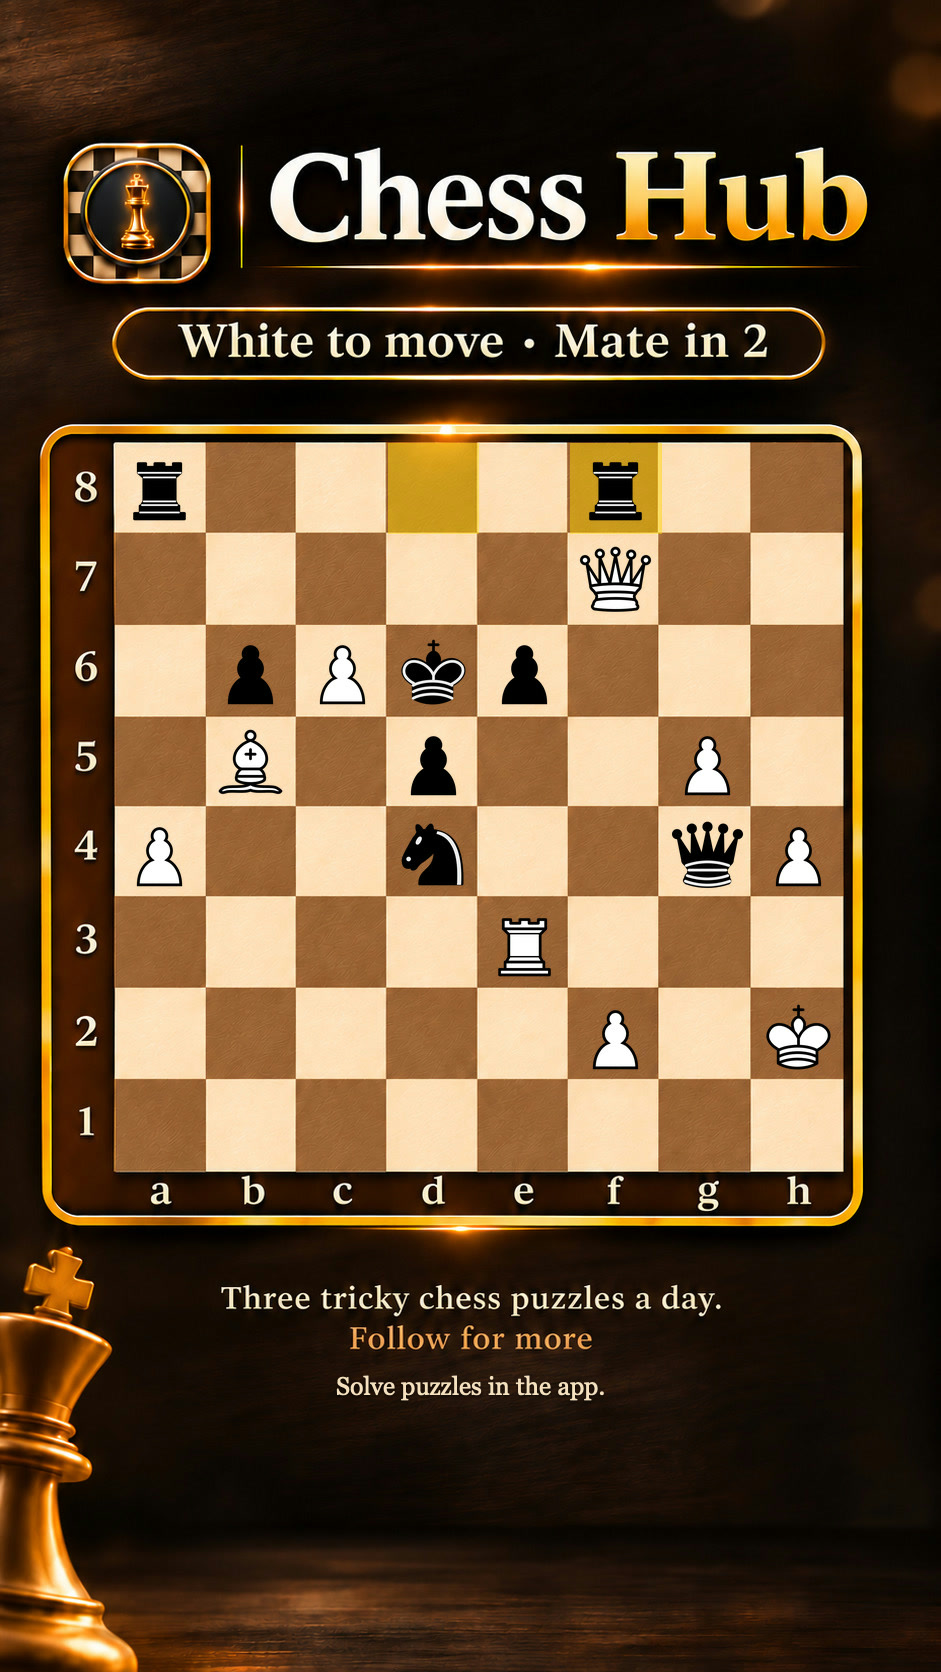 Chess Hub
White to move • Mate in 2
8
7
6
5
4
3
2
1
a b c d e f g h
Three tricky chess puzzles a day.
Follow for more
Solve puzzles in the app.